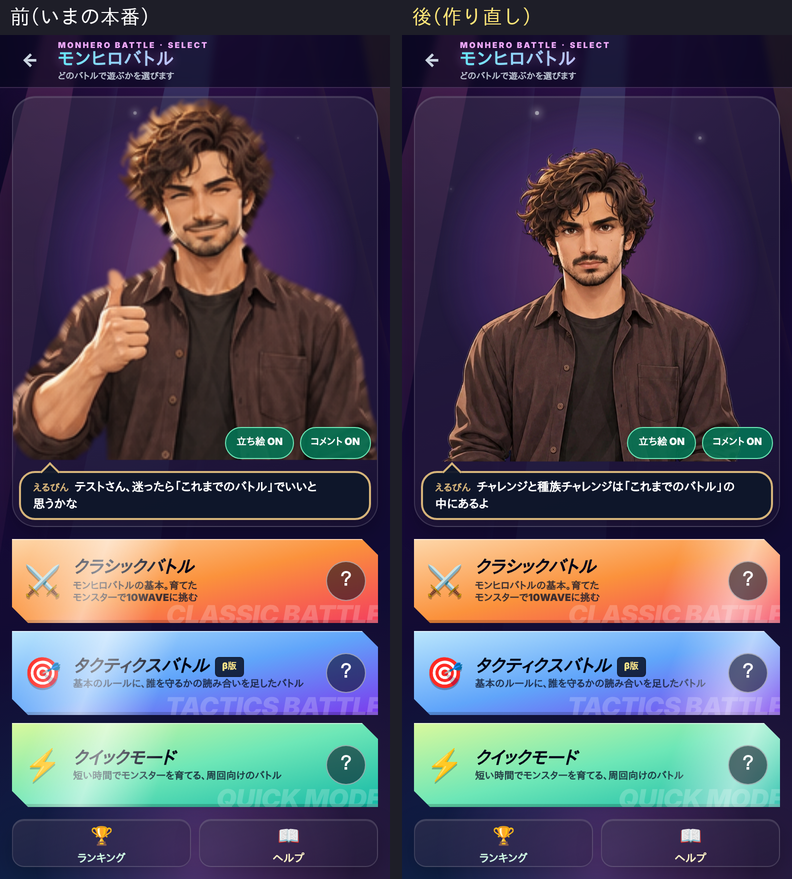 前(いまの本番)
MONHERO BATTLE · SELECT
モンヒロバトル
どのバトルで遊ぶかを選びます
立ち絵 ON
コメント ON
えるぴん テストさん、迷ったら「これまでのバトル」でいいと
思うかな
クラシックバトル
モンヒロバトルの基本。育てた
モンスターで10WAVEに挑む
?
CLASSIC BATTLE
タクティクスバトル β版
基本のルールに、誰を守るかの読み合いを足したバトル
?
TACTICS BATTLE
クイックモード
短い時間でモンスターを育てる、周回向けのバトル
?
QUICK MODE
ランキング
ヘルプ
後(作り直し)
MONHERO BATTLE · SELECT
モンヒロバトル
どのバトルで遊ぶかを選びます
立ち絵 ON
コメント ON
えるぴん チャレンジと種族チャレンジは「これまでのバトル」の
中にあるよ
クラシックバトル
モンヒロバトルの基本。育てた
モンスターで10WAVEに挑む
?
CLASSIC BATTLE
タクティクスバトル β版
基本のルールに、誰を守るかの読み合いを足したバトル
?
TACTICS BATTLE
クイックモード
短い時間でモンスターを育てる、周回向けのバトル
?
QUICK MODE
ランキング
ヘルプ